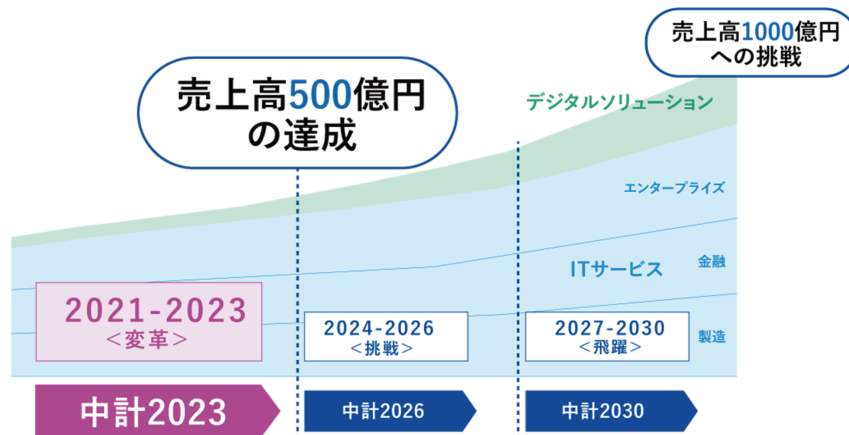 売上高1000億円
への挑戦
売上高500億円
の達成
デジタルソリューション
エンタープライズ
ITサービス
金融
製造
2021-2023
<変革>
2024-2026
<挑戦>
2027-2030
<飛躍>
中計2023
中計2026
中計2030